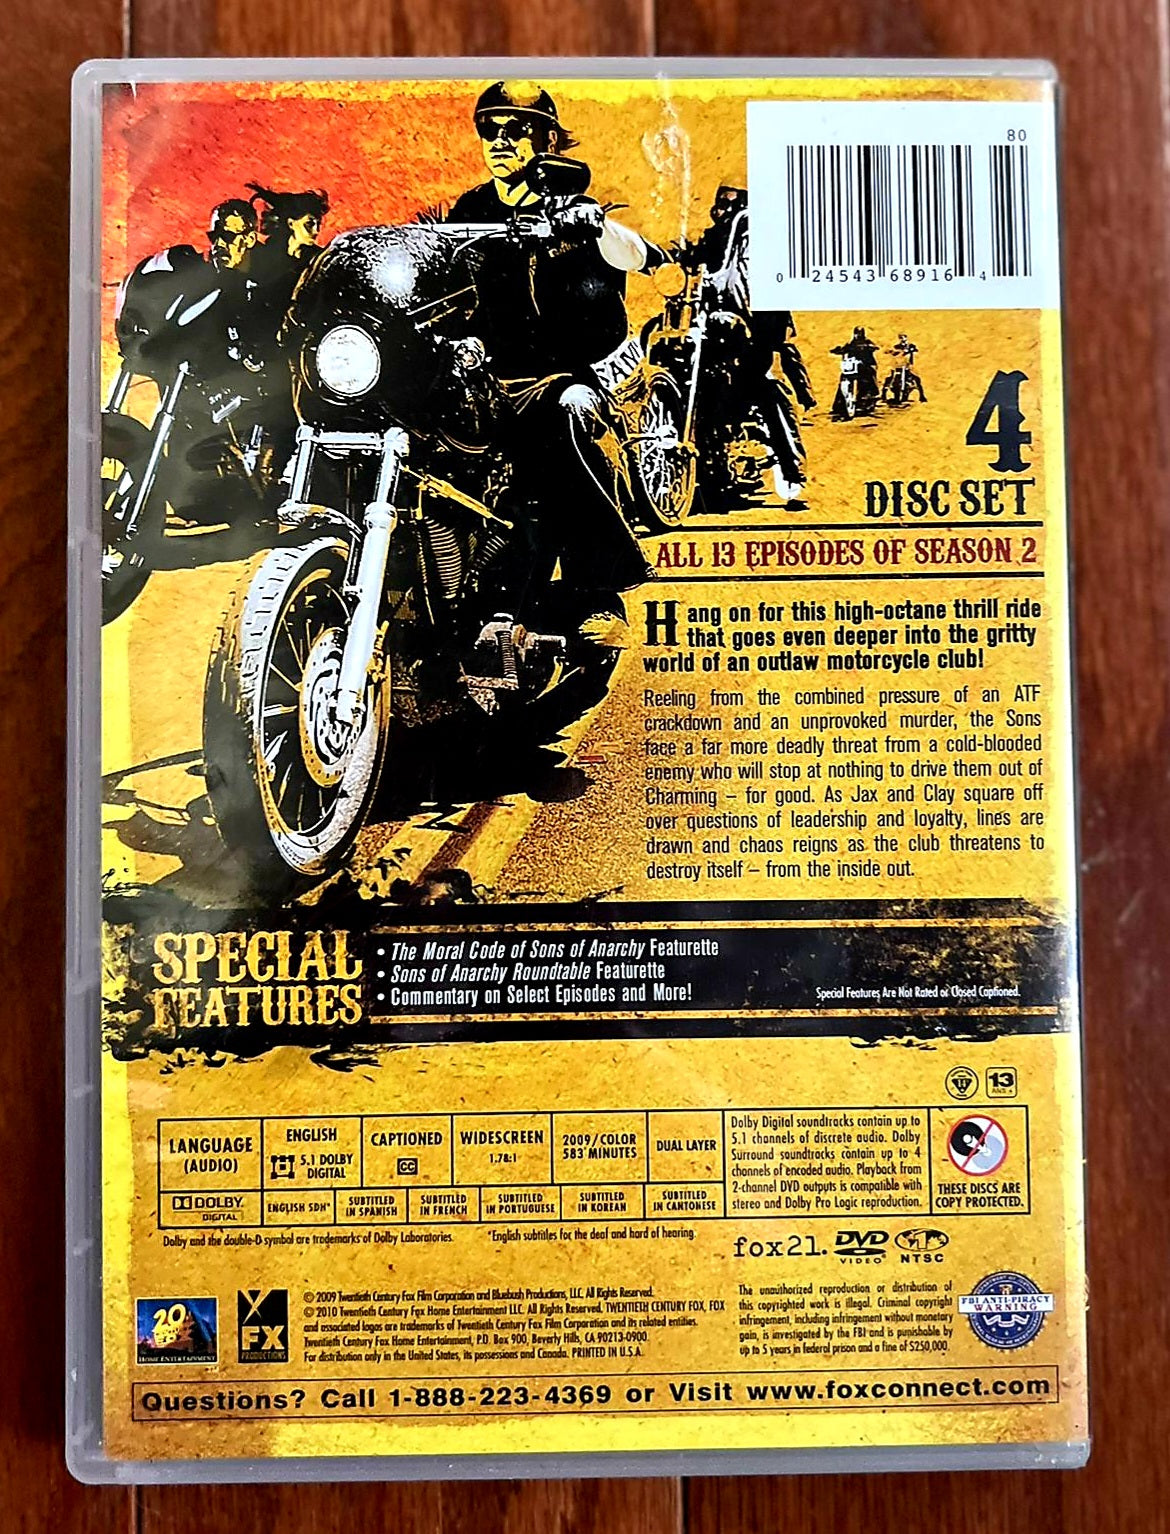 80
0 24543 68916 4
SAM
4
DISC SET
ALL 13 EPISODES OF SEASON 2
Hang on for this high-octane thrill ride
that goes even deeper into the gritty
world of an outlaw motorcycle club!
Reeling from the combined pressure of an ATF
crackdown and an unprovoked murder, the Sons
face a far more deadly threat from a cold-blooded
enemy who will stop at nothing to drive them out of
Charming – for good. As Jax and Clay square off
over questions of leadership and loyalty, lines are
drawn and chaos reigns as the club threatens to
destroy itself – from the inside out.
SPECIAL
FEATURES
• The Moral Code of Sons of Anarchy Featurette
• Sons of Anarchy Roundtable Featurette
• Commentary on Select Episodes and More!
Special Features Are Not Rated or Closed Captioned.
14
13
ANS +
LANGUAGE
(AUDIO)
ENGLISH
5.1 DOLBY
DIGITAL
CAPTIONED
CC
WIDESCREEN
1.78:1
2009/COLOR
583 MINUTES
DUAL LAYER
DOLBY
DIGITAL
ENGLISH SDH*
SUBTITLED
IN SPANISH
SUBTITLED
IN FRENCH
SUBTITLED
IN PORTUGUESE
SUBTITLED
IN KOREAN
SUBTITLED
IN CANTONESE
Dolby Digital soundtracks contain up to
5.1 channels of discrete audio. Dolby
Surround soundtracks contain up to 4
channels of encoded audio. Playback from
2-channel DVD outputs is compatible with
stereo and Dolby Pro Logic reproduction.
THESE DISCS ARE
COPY PROTECTED.
Dolby and the double-D symbol are trademarks of Dolby Laboratories.
*English subtitles for the deaf and hard of hearing.
fox21.
DVD
VIDEO
NTSC
20
HOME ENTERTAINMENT
FX
PRODUCTIONS
© 2009 Twentieth Century Fox Film Corporation and Bluebush Productions, LLC. All Rights Reserved.
© 2010 Twentieth Century Fox Home Entertainment LLC. All Rights Reserved. TWENTIETH CENTURY FOX, FOX
and associated logos are trademarks of Twentieth Century Fox Film Corporation and its related entities.
Twentieth Century Fox Home Entertainment, P.O. Box 900, Beverly Hills, CA 90213-0900.
For distribution only in the United States, its possessions and Canada. PRINTED IN U.S.A.
The unauthorized reproduction or distribution of
this copyrighted work is illegal. Criminal copyright
infringement, including infringement without monetary
gain, is investigated by the FBI and is punishable by
up to 5 years in federal prison and a fine of $250,000.
FBI ANTI-PIRACY
WARNING
Questions? Call 1-888-223-4369 or Visit www.foxconnect.com